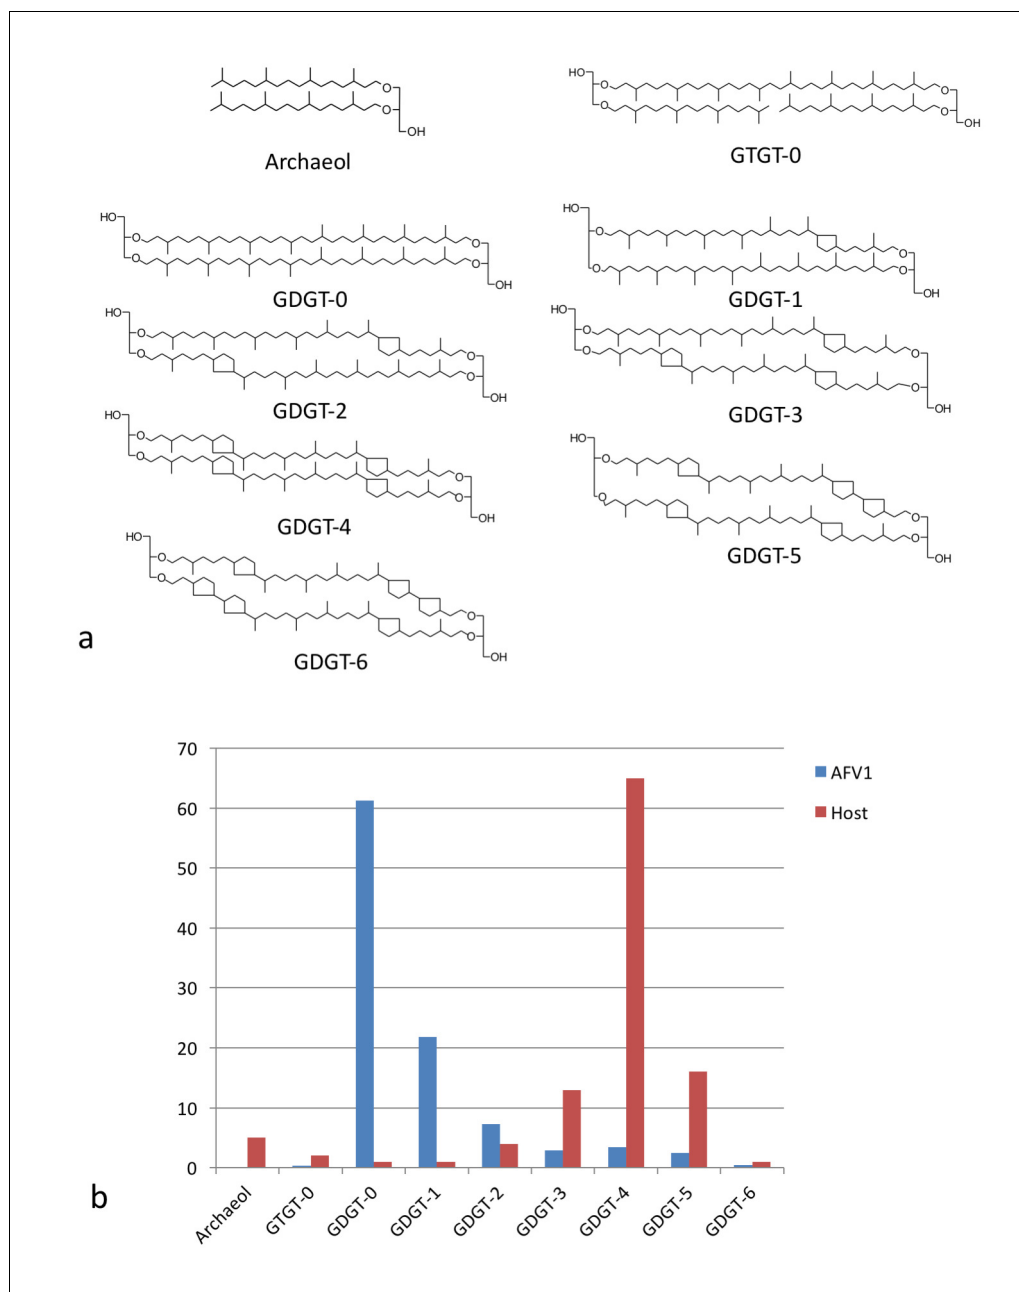 O
O
OH
Archaeol
HO
O
O
O
O
OH
GTGT-0
HO
O
O
O
O
OH
GDGT-0
HO
O
O
O
O
OH
GDGT-1
HO
O
O
O
O
OH
GDGT-2
HO
O
O
O
O
OH
GDGT-3
HO
O
O
O
O
OH
GDGT-4
HO
O
O
O
O
OH
GDGT-5
HO
O
O
O
O
OH
GDGT-6
a
70
60
50
40
30
20
10
0
AFV1
Host
Archaeol
GTGT-0
GDGT-0
GDGT-1
GDGT-2
GDGT-3
GDGT-4
GDGT-5
GDGT-6
b